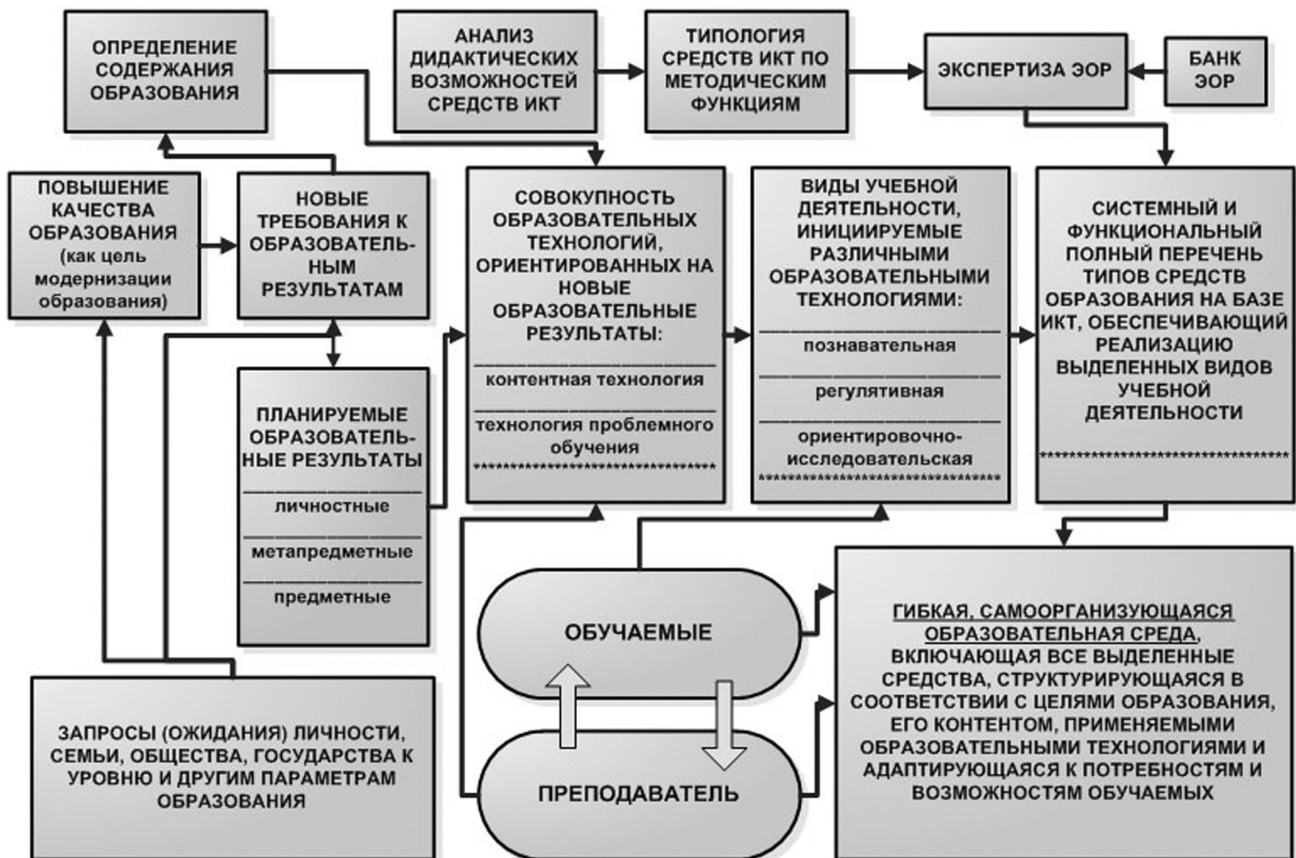 ОПРЕДЕЛЕНИЕ
СОДЕРЖАНИЯ
ОБРАЗОВАНИЯ
АНАЛИЗ
ДИДАКТИЧЕСКИХ
ВОЗМОЖНОСТЕЙ
СРЕДСТВ ИКТ
ТИПОЛОГИЯ
СРЕДСТВ ИКТ ПО
МЕТОДИЧЕСКИМ
ФУНКЦИЯМ
ЭКСПЕРТИЗА ЭОР
БАНК
ЭОР
ПОВЫШЕНИЕ
КАЧЕСТВА
ОБРАЗОВАНИЯ
(как цель
модернизации
образования)
НОВЫЕ
ТРЕБОВАНИЯ К
ОБРАЗОВАТЕЛЬ-
НЫМ
РЕЗУЛЬТАТАМ
СОВОКУПНОСТЬ
ОБРАЗОВАТЕЛЬНЫХ
ТЕХНОЛОГИЙ,
ОРИЕНТИРОВАННЫХ НА
НОВЫЕ
ОБРАЗОВАТЕЛЬНЫЕ
РЕЗУЛЬТАТЫ:
контентная технология
технология проблемного
обучения
*********************************
ВИДЫ УЧЕБНОЙ
ДЕЯТЕЛЬНОСТИ,
ИНИЦИИРУЕМЫЕ
РАЗЛИЧНЫМИ
ОБРАЗОВАТЕЛЬНЫМИ
ТЕХНОЛОГИЯМИ:
познавательная
регулятивная
ориентировочно-
исследовательская
*********************************
СИСТЕМНЫЙ И
ФУНКЦИОНАЛЬНЫЙ
ПОЛНЫЙ ПЕРЕЧЕНЬ
ТИПОВ СРЕДСТВ
ОБРАЗОВАНИЯ НА БАЗЕ
ИКТ, ОБЕСПЕЧИВАЮЩИЙ
РЕАЛИЗАЦИЮ
ВЫДЕЛЕННЫХ ВИДОВ
УЧЕБНОЙ
ДЕЯТЕЛЬНОСТИ
*********************************
ПЛАНИРУЕМЫЕ
ОБРАЗОВАТЕЛЬ-
НЫЕ РЕЗУЛЬТАТЫ
личностные
метапредметные
предметные
ОБУЧАЕМЫЕ
ПРЕПОДАВАТЕЛЬ
ЗАПРОСЫ (ОЖИДАНИЯ) ЛИЧНОСТИ,
СЕМЬИ, ОБЩЕСТВА, ГОСУДАРСТВА К
УРОВНЮ И ДРУГИМ ПАРАМЕТРАМ
ОБРАЗОВАНИЯ
ГИБКАЯ, САМООРГАНИЗУЮЩАЯСЯ
ОБРАЗОВАТЕЛЬНАЯ СРЕДА,
ВКЛЮЧАЮЩАЯ ВСЕ ВЫДЕЛЕННЫЕ
СРЕДСТВА, СТРУКТУРИРУЮЩАЯСЯ В
СООТВЕТСТВИИ С ЦЕЛЯМИ ОБРАЗОВАНИЯ,
ЕГО КОНТЕНТОМ, ПРИМЕНЯЕМЫМИ
ОБРАЗОВАТЕЛЬНЫМИ ТЕХНОЛОГИЯМИ И
АДАПТИРУЮЩАЯСЯ К ПОТРЕБНОСТЯМ И
ВОЗМОЖНОСТЯМ ОБУЧАЕМЫХ